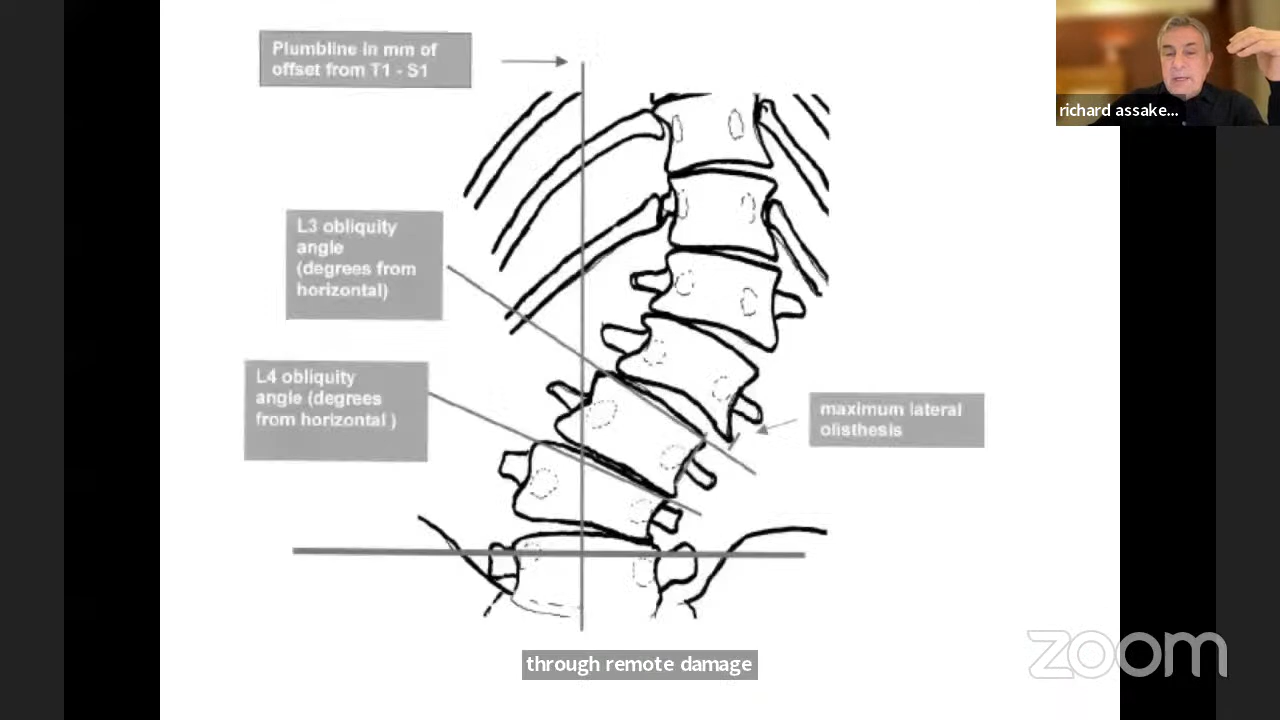 Plumbline in mm of
offset from T1 - S1
richard assake...
L3 obliquity
angle
(degrees from
horizontal)
L4 obliquity
angle (degrees
from horizontal )
maximum lateral
olisthesis
zoom
through remote damage